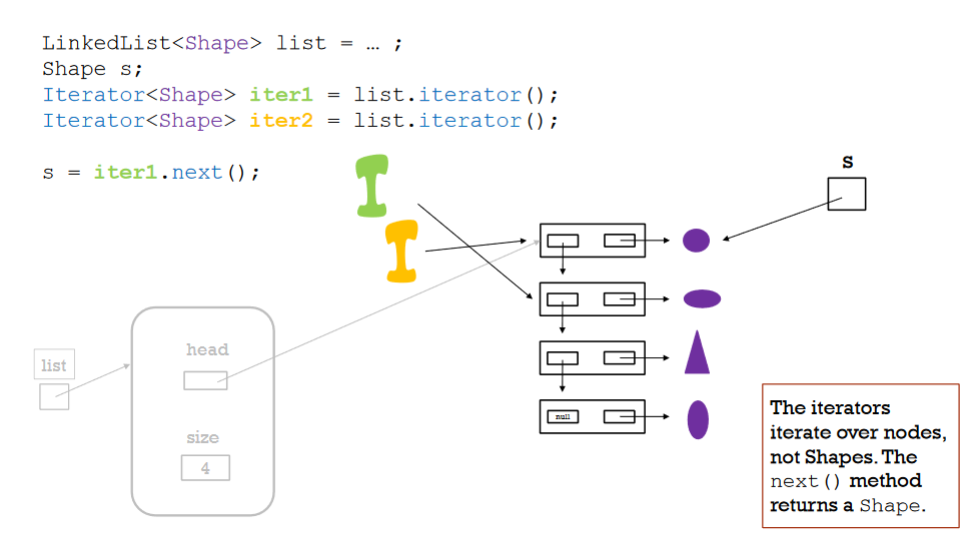 LinkedList<Shape> list = … ;
Shape s;
Iterator<Shape> iter1 = list.iterator();
Iterator<Shape> iter2 = list.iterator();
s = iter1.next();
I
I
s
head
list
size
4
null
The iterators
iterate over nodes,
not Shapes. The
next() method
returns a Shape.